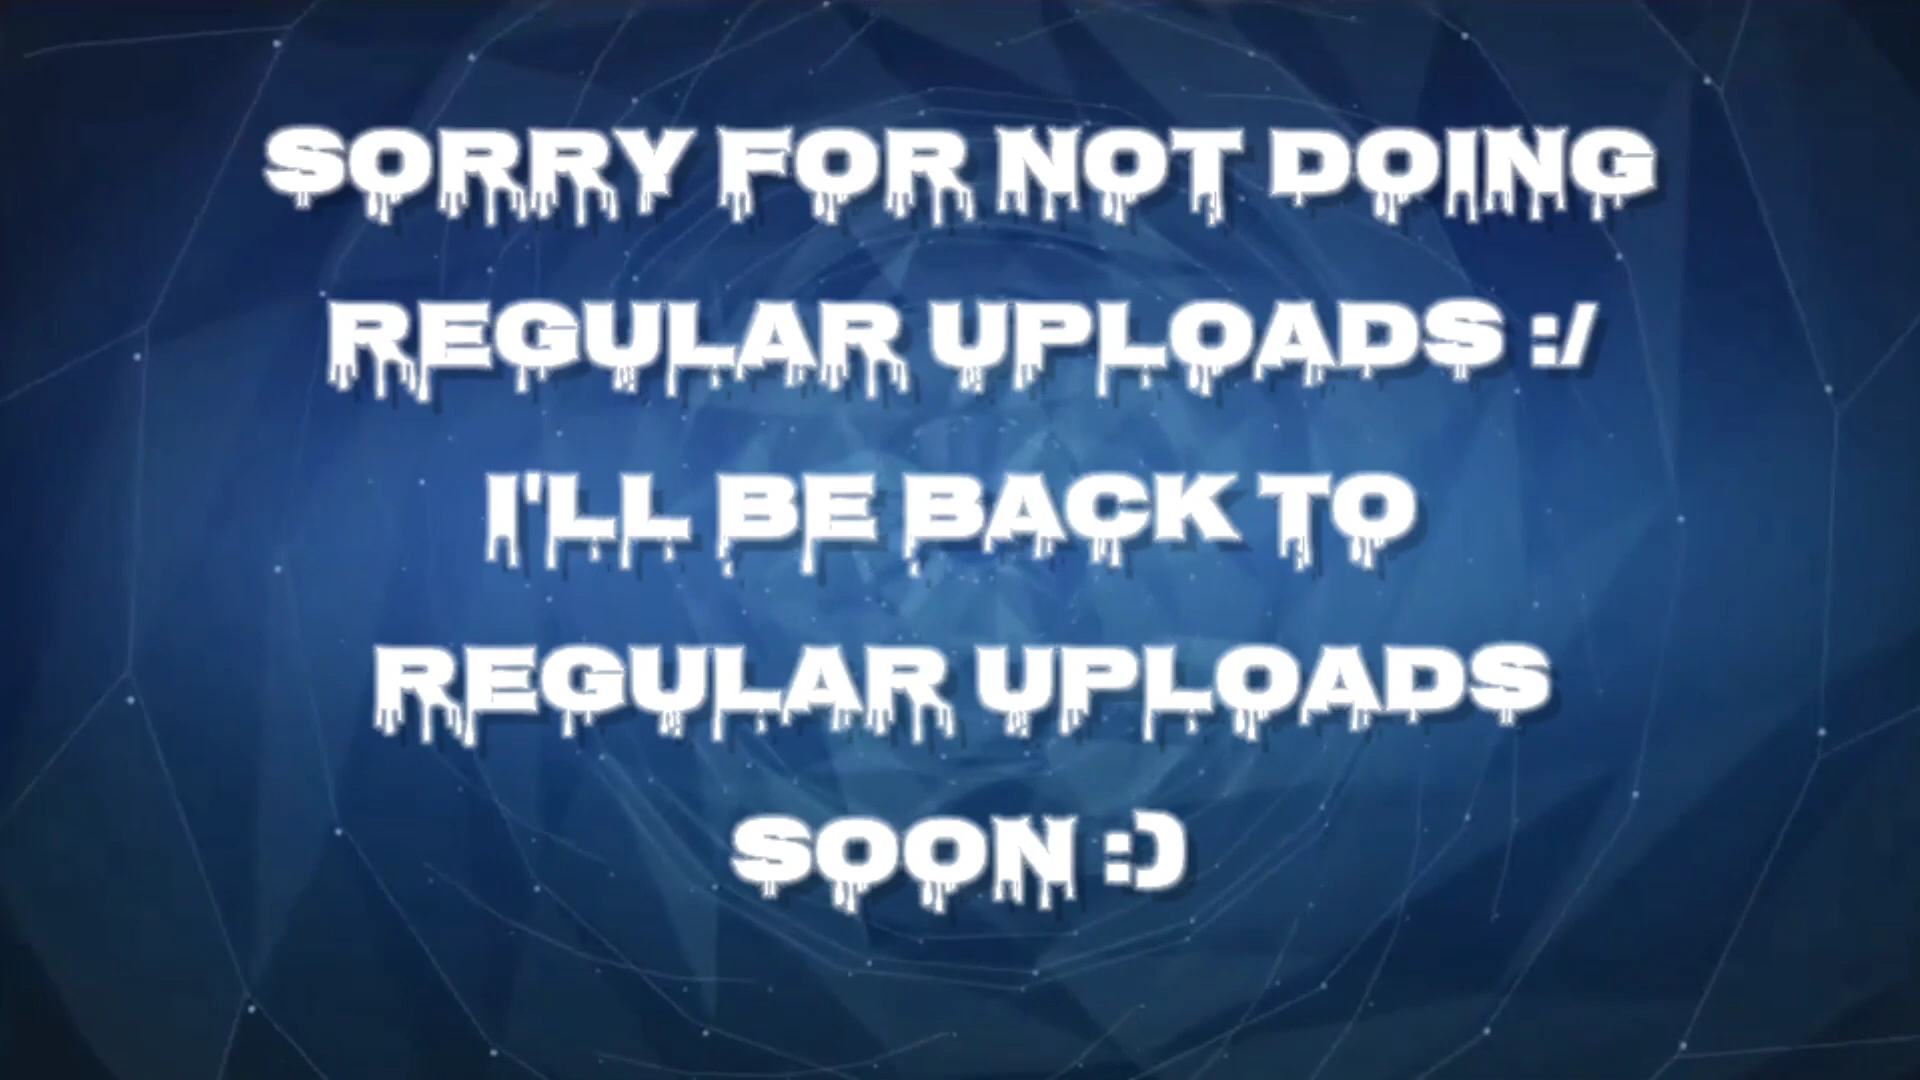 SORRY FOR NOT DOING
REGULAR UPLOADS :/
I'LL BE BACK TO
REGULAR UPLOADS
SOON :)